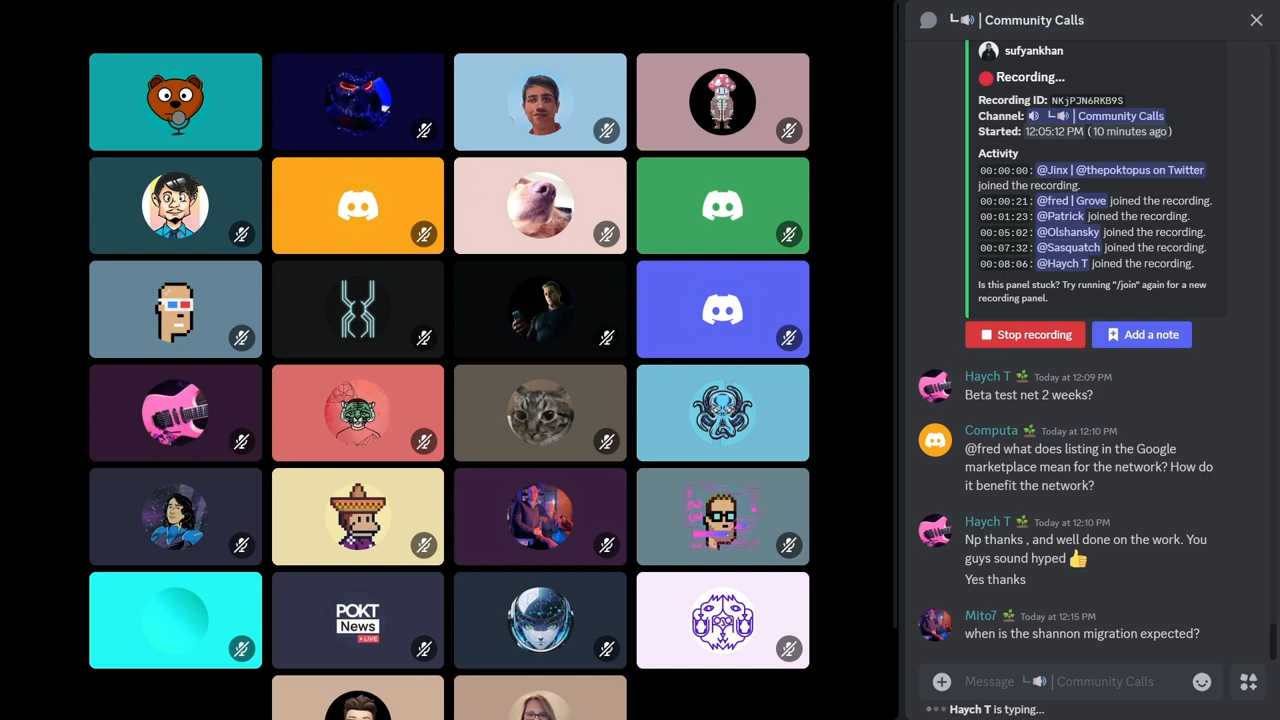 Community Calls
sufyankhan
Recording...
Recording ID: NKjPJN6RKB9S
Channel: Community Calls
Started: 12:05:12 PM (10 minutes ago)
Activity
00:00:00: @Jinx | @thepoktopus on Twitter
joined the recording.
00:00:21: @fred | Grove joined the recording.
00:01:23: @Patrick joined the recording.
00:05:02: @Olshansky joined the recording.
00:07:32: @Sasquatch joined the recording.
00:08:06: @Haych T joined the recording.
Is this panel stuck? Try running "/join" again for a new
recording panel.
Stop recording
Add a note
Haych T Today at 12:09 PM
Beta test net 2 weeks?
Computa Today at 12:10 PM
@fred what does listing in the Google
marketplace mean for the network? How do
it benefit the network?
Haych T Today at 12:10 PM
Np thanks , and well done on the work. You
guys sound hyped 👍
Yes thanks
Mito7 Today at 12:15 PM
when is the shannon migration expected?
Message Community Calls
Haych T is typing...
POKT
News
LIVE